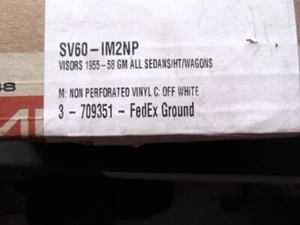 SV60-IM2NP
VISORS 1955-58 GM ALL SEDANS/HT/WAGONS
M: NON PERFORATED VINYL C: OFF WHITE
3 - 709351 - FedEx Ground